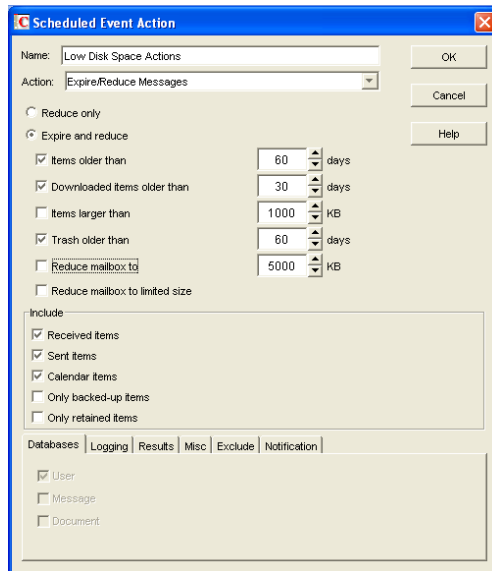 Scheduled Event Action
Name: Low Disk Space Actions OK
Action: Expire/Reduce Messages
Cancel
Reduce only
Expire and reduce Help
Items older than 60 days
Downloaded items older than 30 days
Items larger than 1000 KB
Trash older than 60 days
Reduce mailbox to 5000 KB
Reduce mailbox to limited size
Include
Received items
Sent items
Calendar items
Only backed-up items
Only retained items
Databases Logging Results Misc Exclude Notification
User
Message
Document